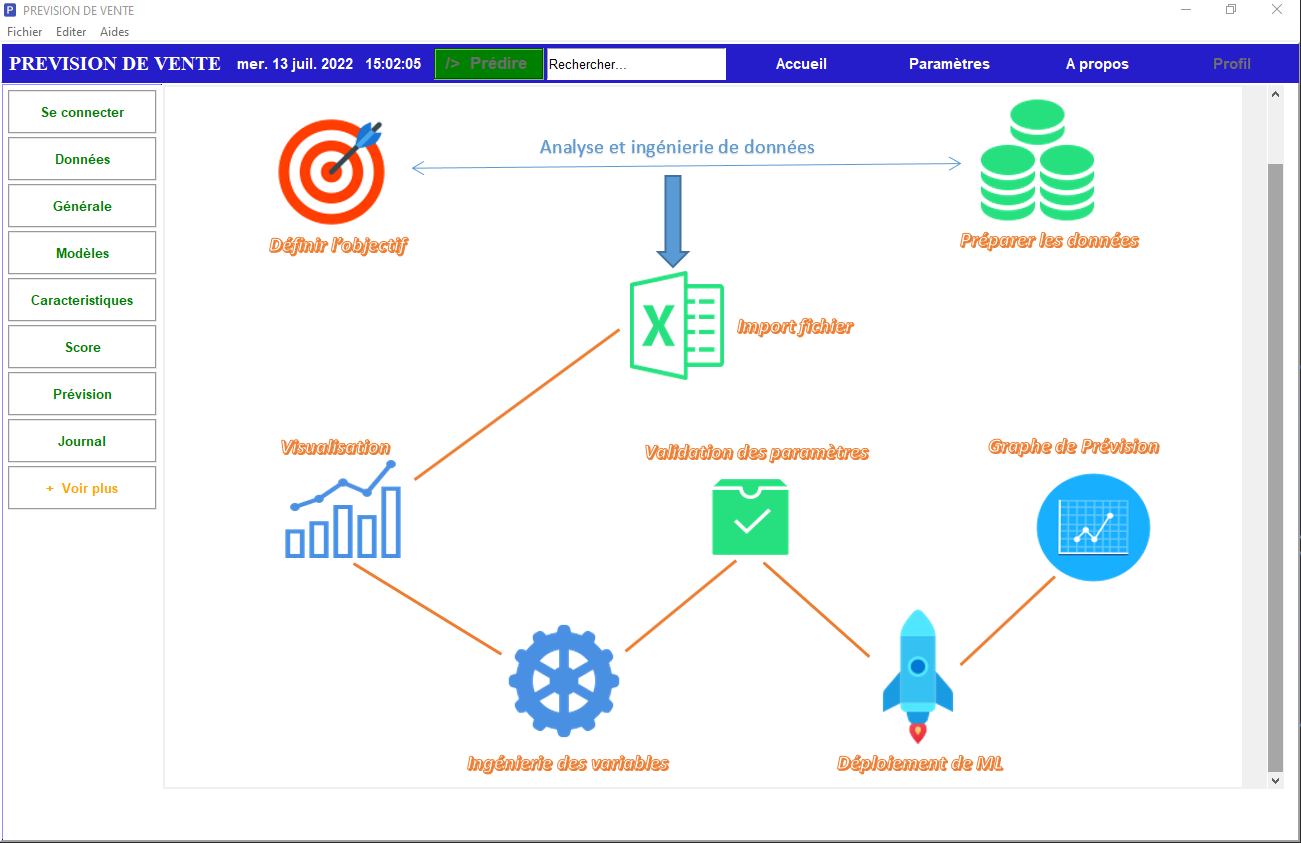 PREVISION DE VENTE
Fichier Editer Aides
PREVISION DE VENTE mer. 13 juil. 2022 15:02:05 /> Prédire Rechercher... Accueil Paramètres A propos Profil
Se connecter
Données
Générale
Modèles
Caracteristiques
Score
Prévision
Journal
+ Voir plus
Analyse et ingénierie de données
Définir l'objectif
Préparer les données
Import fichier
Visualisation
Validation des paramètres
Graphe de Prévision
Ingénierie des variables
Déploiement de ML